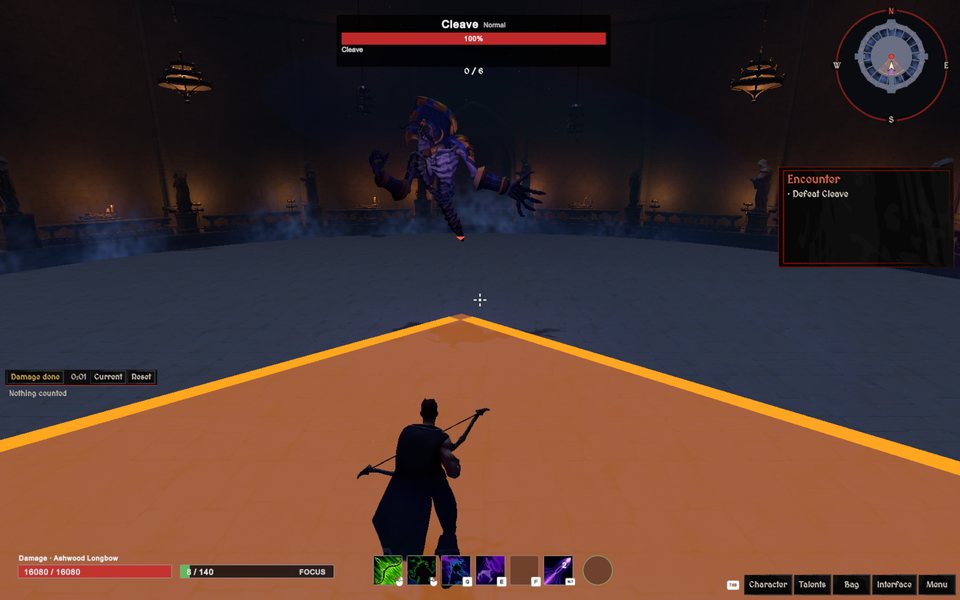 Cleave Normal
100%
Cleave
0 / 6
N
W
E
S
Encounter
· Defeat Cleave
Damage done 0:01 Current Reset
Nothing counted
Damage · Ashwood Longbow
16080 / 16080
8 / 140 FOCUS
Q
E
F
2
TAB
Character
Talents
Bag
Interface
Menu